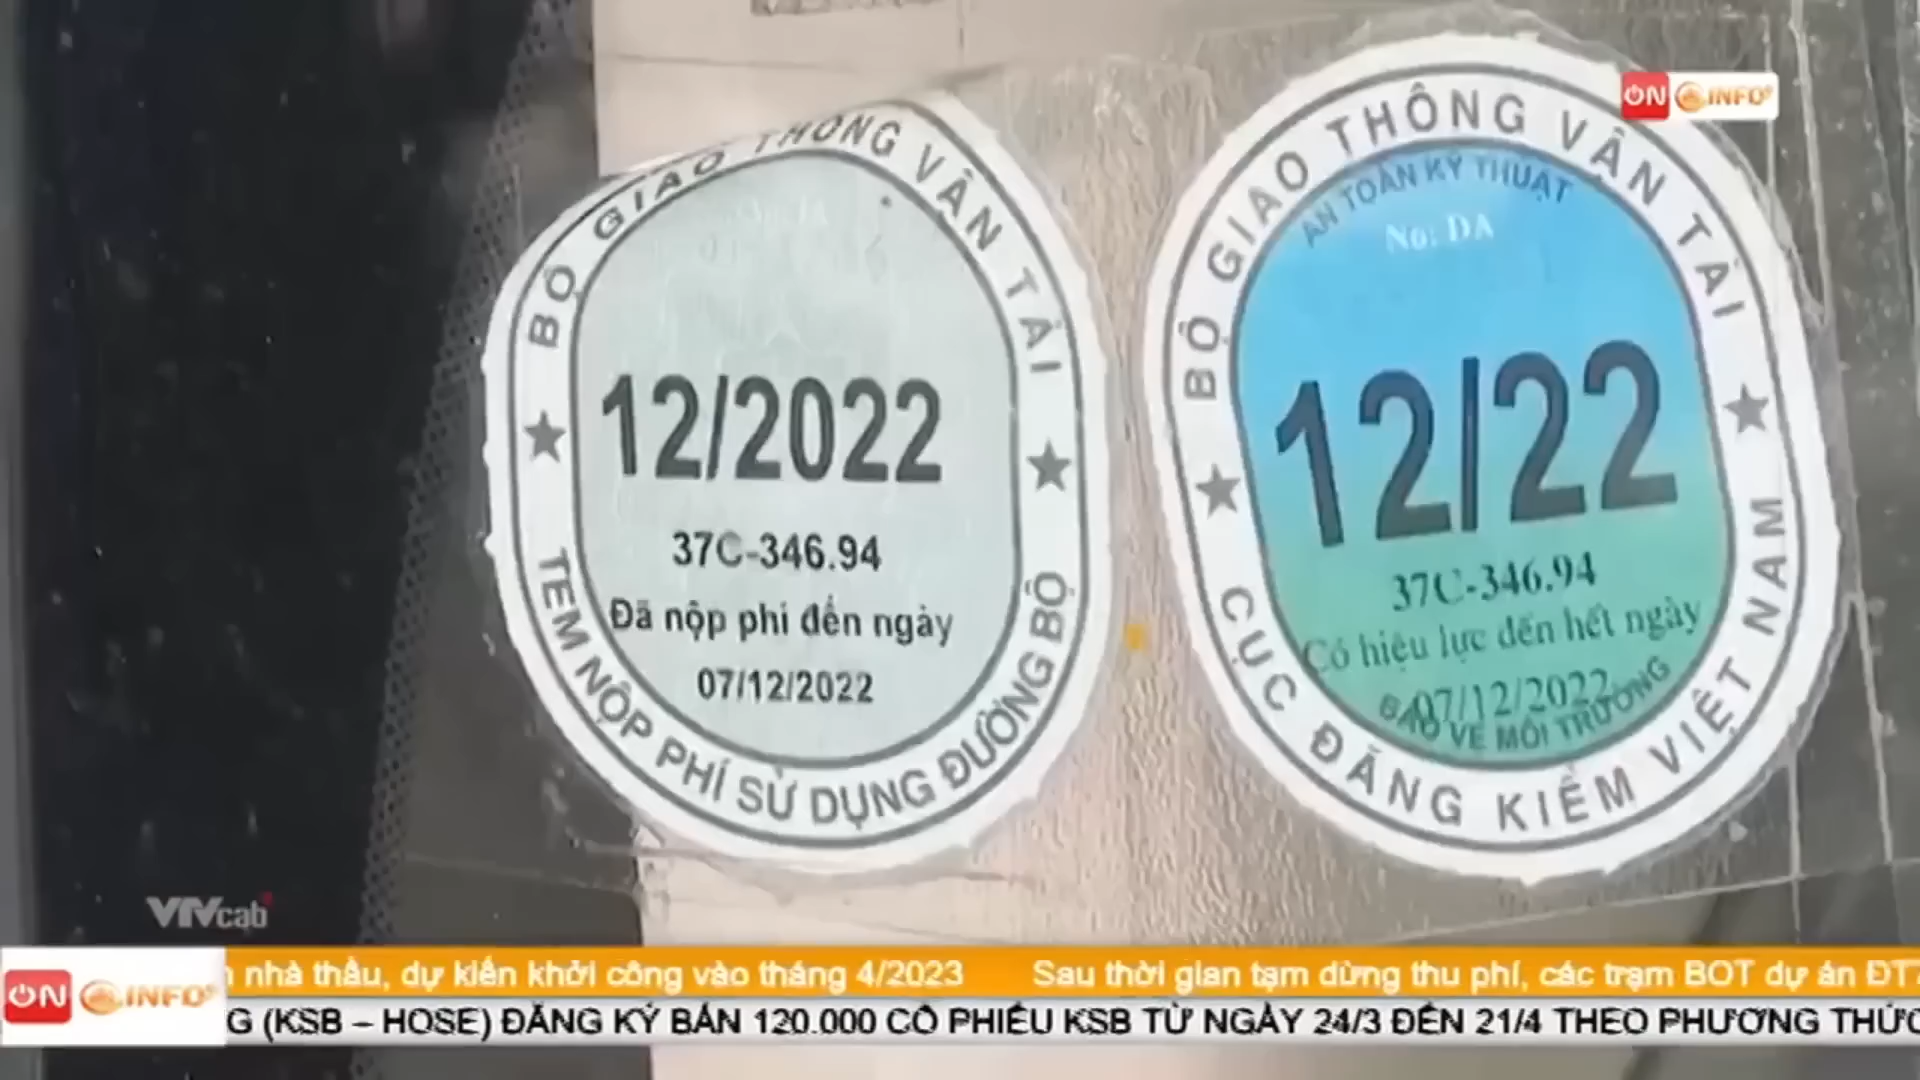 BỘ GIAO THÔNG VẬN TẢI
12/2022
37C-346.94
Đã nộp phí đến ngày
07/12/2022
TEM NỘP PHÍ SỬ DỤNG ĐƯỜNG BỘ
BỘ GIAO THÔNG VẬN TẢI
AN TOÀN KỸ THUẬT
No: DA
12/22
37C-346.94
Có hiệu lực đến hết ngày
07/12/2022
BẢO VỆ MÔI TRƯỜNG
CỤC ĐĂNG KIỂM VIỆT NAM
ON INFO
VTVcab
nhà thầu, dự kiến khởi công vào tháng 4/2023 Sau thời gian tạm dừng thu phí, các trạm BOT dự án
ON INFO
G (KSB – HOSE) ĐĂNG KÝ BÁN 120.000 CỔ PHIẾU KSB TỪ NGÀY 24/3 ĐẾN 21/4 THEO PHƯƠNG